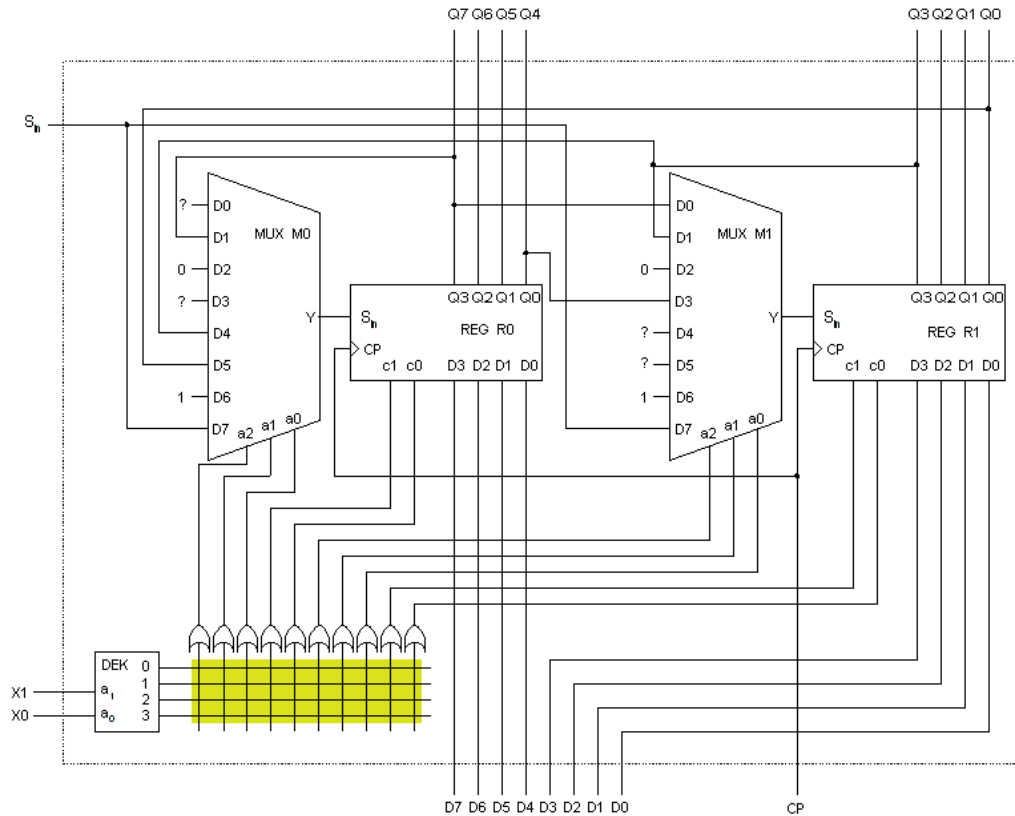 Q7 Q6 Q5 Q4 Q3 Q2 Q1 Q0
Sin
? D0 D0
D1 MUX M0 D1 MUX M1
0 D2 0 D2
? D3 D3
Q3 Q2 Q1 Q0 Q3 Q2 Q1 Q0
D4 Y Sin REG R0 ? D4 Y Sin REG R1
D5 CP ? D5 CP
c1 c0 D3 D2 D1 D0 c1 c0 D3 D2 D1 D0
1 D6 1 D6
D7 a2 a1 a0 D7 a2 a1 a0
DEK 0
1
X1 a1 2
X0 a0 3
D7 D6 D5 D4 D3 D2 D1 D0 CP